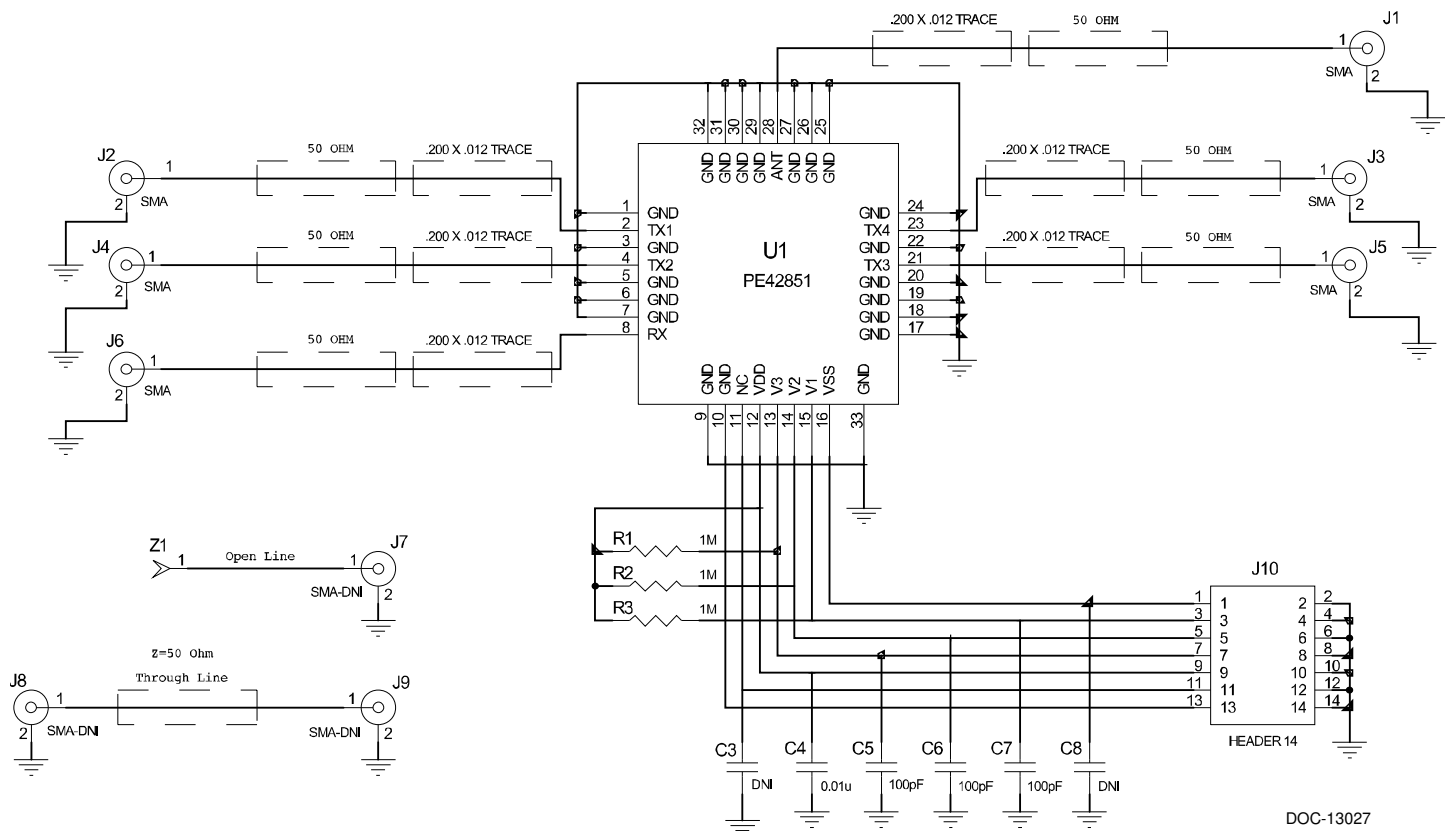 .200 X .012 TRACE
50 OHM
J1
1
SMA
2
32
31
30
29
28
27
26
25
GND
GND
GND
GND
ANT
GND
GND
GND
J2
1
50 OHM
.200 X .012 TRACE
2
SMA
.200 X .012 TRACE
50 OHM
1
J3
SMA
2
J4
1
50 OHM
.200 X .012 TRACE
2
SMA
.200 X .012 TRACE
50 OHM
1
J5
SMA
2
J6
1
50 OHM
.200 X .012 TRACE
2
SMA
1 GND
2 TX1
3 GND
4 TX2
5 GND
6 GND
7 GND
8 RX
U1
PE42851
GND 24
TX4 23
GND 22
TX3 21
GND 20
GND 19
GND 18
GND 17
GND
GND
NC
VDD
V3
V2
V1
VSS
GND
9
10
11
12
13
14
15
16
33
R1 1M
R2 1M
R3 1M
Z1
1
Open Line
1
J7
SMA-DNI
2
Z=50 Ohm
Through Line
J8
1
2
SMA-DNI
1
J9
SMA-DNI
2
J10
1 1 2 2
3 3 4 4
5 5 6 6
7 7 8 8
9 9 10 10
11 11 12 12
13 13 14 14
HEADER 14
C3
DNI
C4
0.01u
C5
100pF
C6
100pF
C7
100pF
C8
DNI
DOC-13027